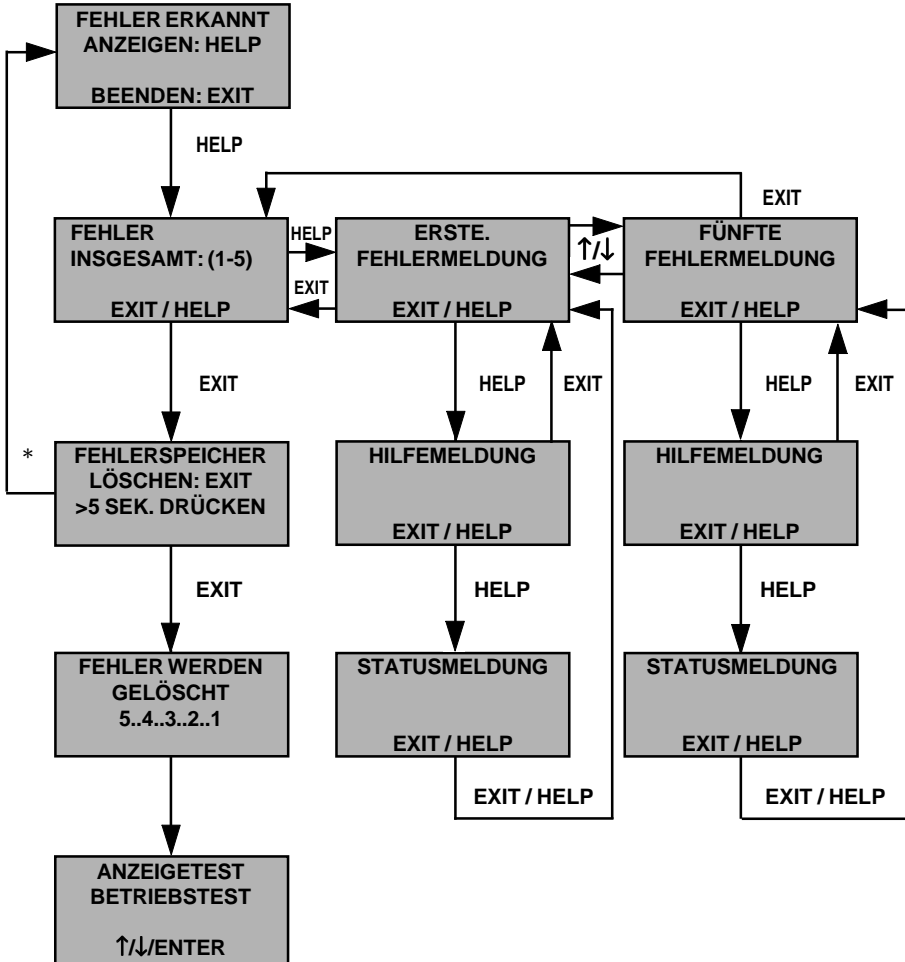 FEHLER ERKANNT
ANZEIGEN: HELP
BEENDEN: EXIT
HELP
EXIT
FEHLER
INSGESAMT: (1-5)
EXIT / HELP
HELP
EXIT
ERSTE.
FEHLERMELDUNG
EXIT / HELP
↑/↓
FÜNFTE
FEHLERMELDUNG
EXIT / HELP
EXIT
HELP
EXIT
HELP
EXIT
*
FEHLERSPEICHER
LÖSCHEN: EXIT
>5 SEK. DRÜCKEN
HILFEMELDUNG
EXIT / HELP
HILFEMELDUNG
EXIT / HELP
EXIT
HELP
HELP
FEHLER WERDEN
GELÖSCHT
5..4..3..2..1
STATUSMELDUNG
EXIT / HELP
STATUSMELDUNG
EXIT / HELP
EXIT / HELP
EXIT / HELP
ANZEIGETEST
BETRIEBSTEST
↑/↓/ENTER